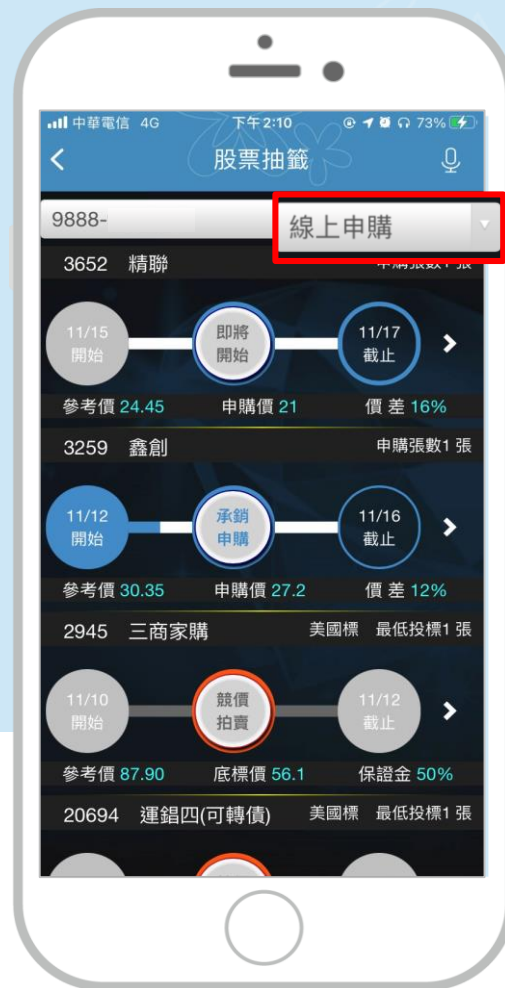 中華電信 4G 下午2:10 73%
股票抽籤
9888- 線上申購
3652 精聯 申購張數1 張
11/15 開始 即將開始 11/17 截止
參考價 24.45 申購價 21 價差 16%
3259 鑫創 申購張數1 張
11/12 開始 承銷申購 11/16 截止
參考價 30.35 申購價 27.2 價差 12%
2945 三商家購 美國標 最低投標1 張
11/10 開始 競價拍賣 11/12 截止
參考價 87.90 底標價 56.1 保證金 50%
20694 運錩四(可轉債) 美國標 最低投標1 張